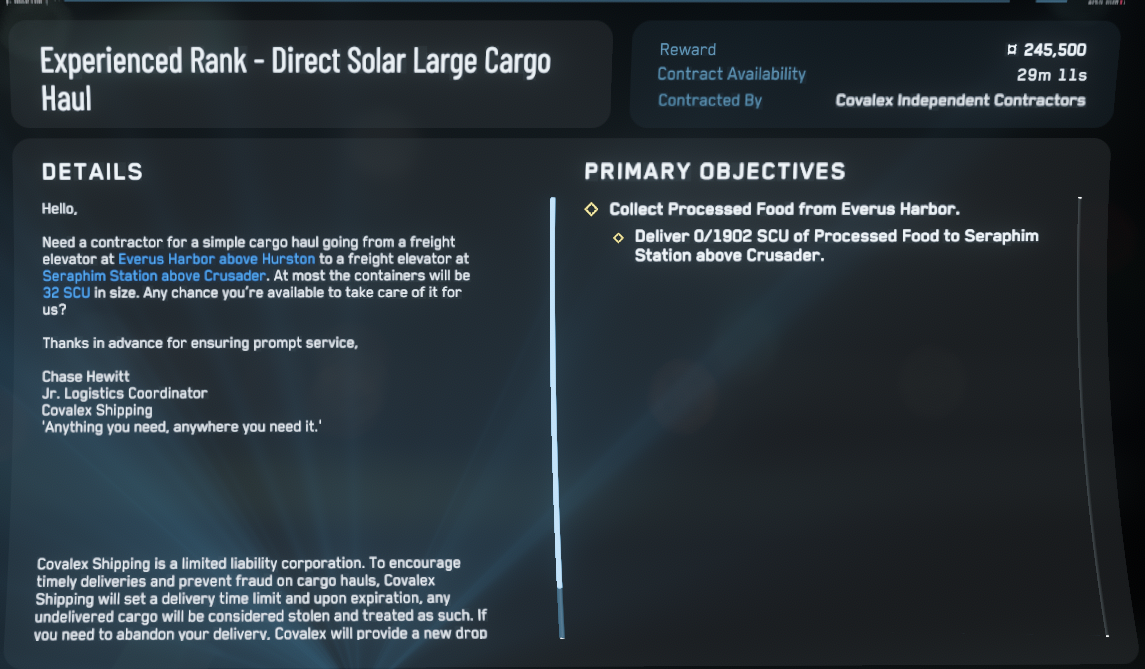 Experienced Rank - Direct Solar Large Cargo
Haul
Reward ¤ 245,500
Contract Availability 29m 11s
Contracted By Covalex Independent Contractors
DETAILS
Hello,
Need a contractor for a simple cargo haul going from a freight
elevator at Everus Harbor above Hurston to a freight elevator at
Seraphim Station above Crusader. At most the containers will be
32 SCU in size. Any chance you're available to take care of it for
us?
Thanks in advance for ensuring prompt service,
Chase Hewitt
Jr. Logistics Coordinator
Covalex Shipping
'Anything you need, anywhere you need it.'
Covalex Shipping is a limited liability corporation. To encourage
timely deliveries and prevent fraud on cargo hauls, Covalex
Shipping will set a delivery time limit and upon expiration, any
undelivered cargo will be considered stolen and treated as such. If
you need to abandon your delivery, Covalex will provide a new drop
PRIMARY OBJECTIVES
Collect Processed Food from Everus Harbor.
Deliver 0/1902 SCU of Processed Food to Seraphim
Station above Crusader.